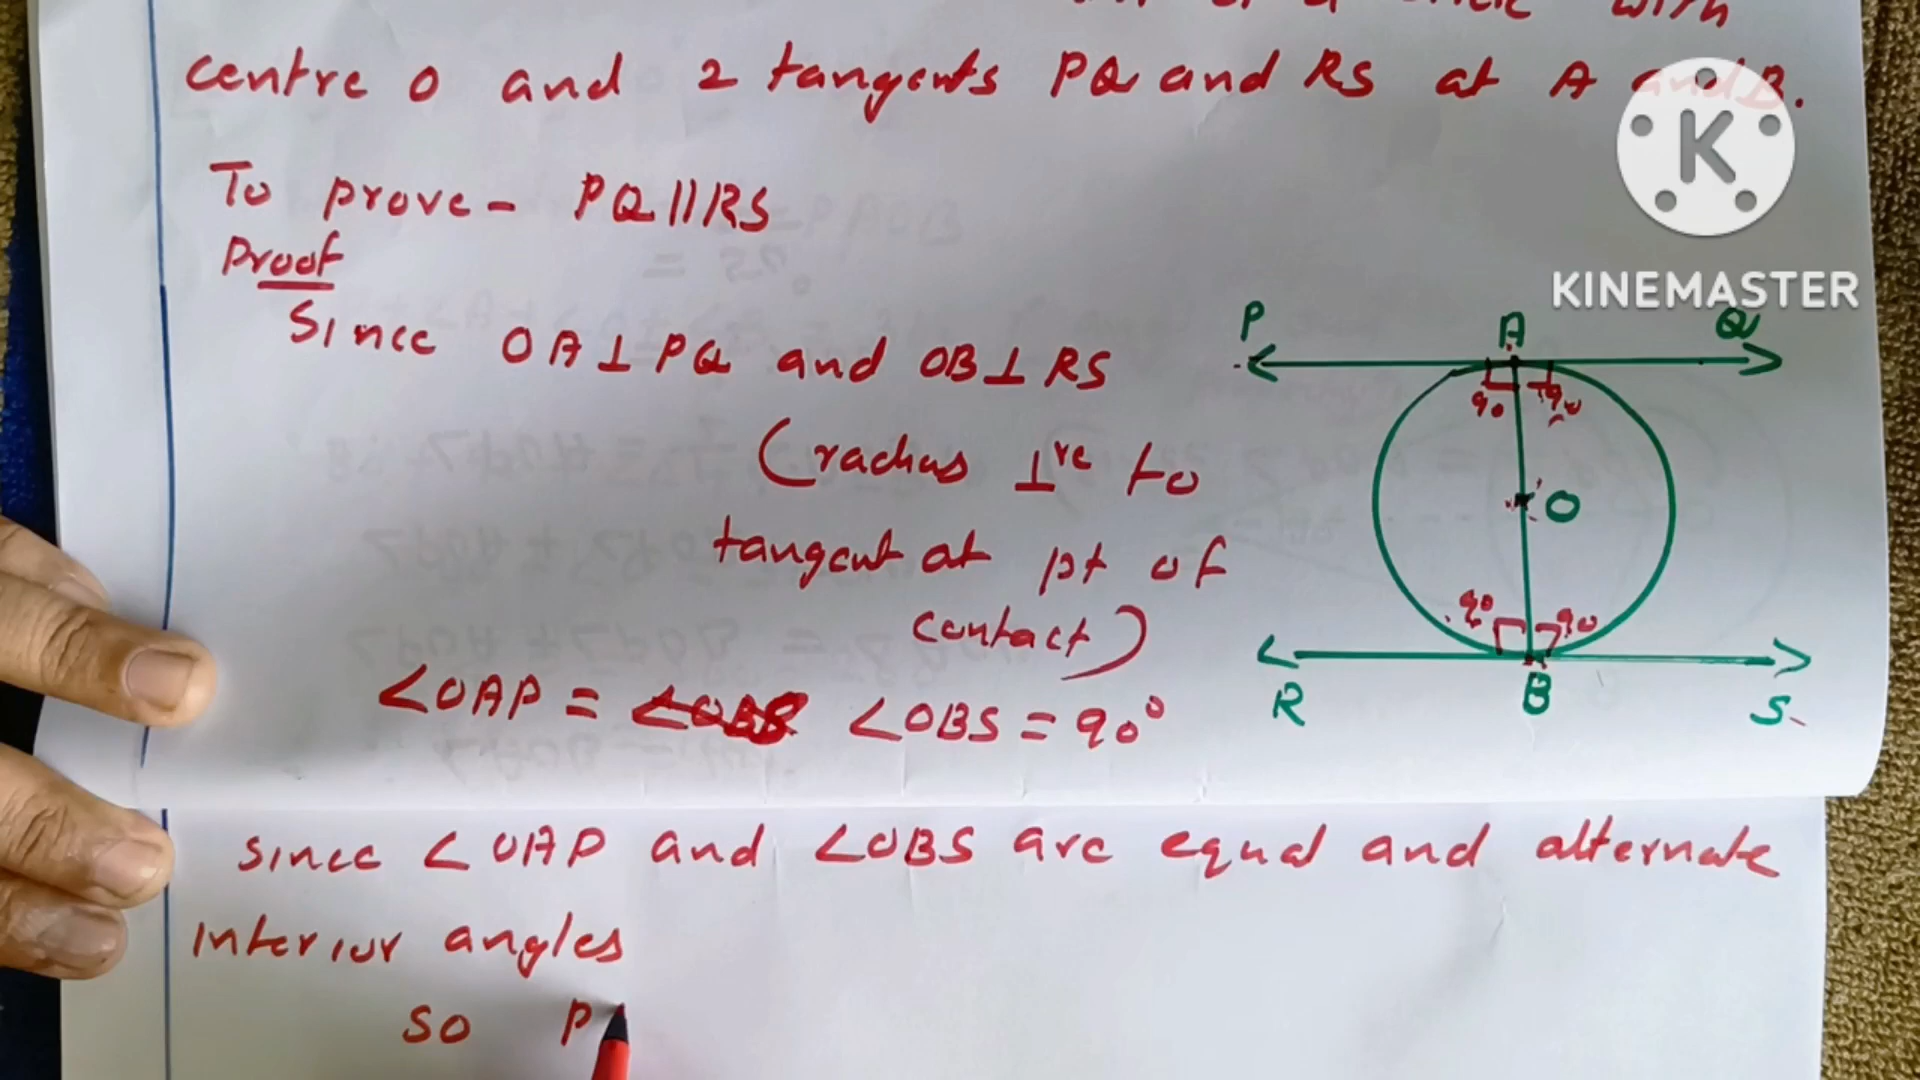 with
centre O and 2 tangents PQ and RS at A and B.
To prove - PQ || RS
Proof
Since OA ⊥ PQ and OB ⊥ RS
(radius ⊥re to
tangent at pt of
contact)
∠OAP = ∠OBS = 90°
since ∠OAP and ∠OBS are equal and alternate
interior angles
so P
K
KINEMASTER
P A Q
90 90
O
90 90
R B S